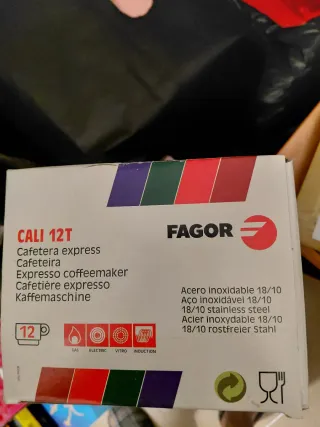 FAGOR
CALI 12T
Cafetera express
Cafeteira
Expresso coffeemaker
Cafetière expresso
Kaffemaschine
Acero inoxidable 18/10
Aço inoxidável 18/10
18/10 stainless steel
Acier inoxydable 18/10
18/10 rostfreier Stahl
12
GAS ELECTRIC VITRO INDUCTION